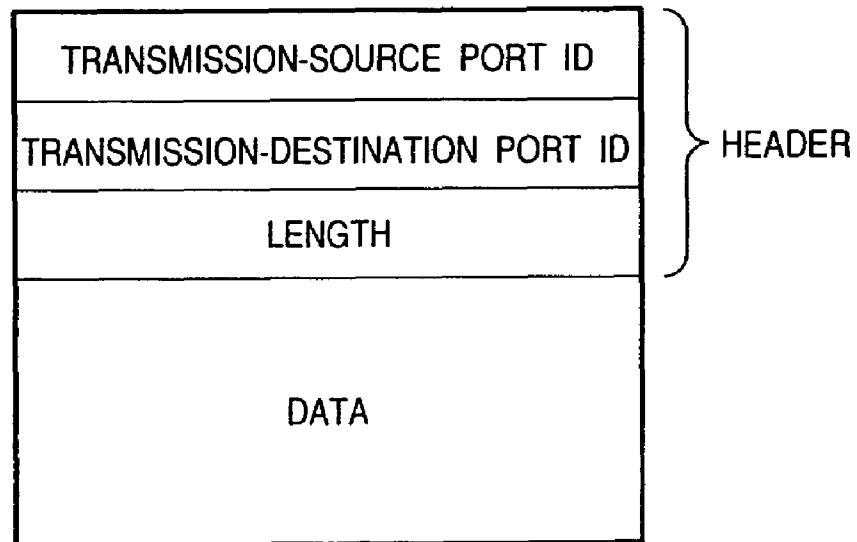 TRANSMISSION-SOURCE PORT ID
TRANSMISSION-DESTINATION PORT ID
HEADER
LENGTH
DATA